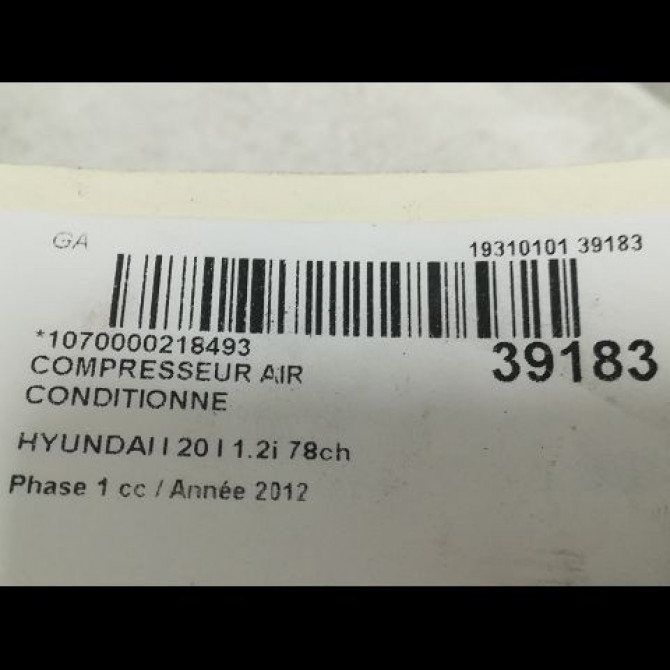 GA
19310101 39183
*1070000218493
39183
COMPRESSEUR AIR
CONDITIONNE
HYUNDAI I 20 I 1.2i 78ch
Phase 1 cc / Année 2012